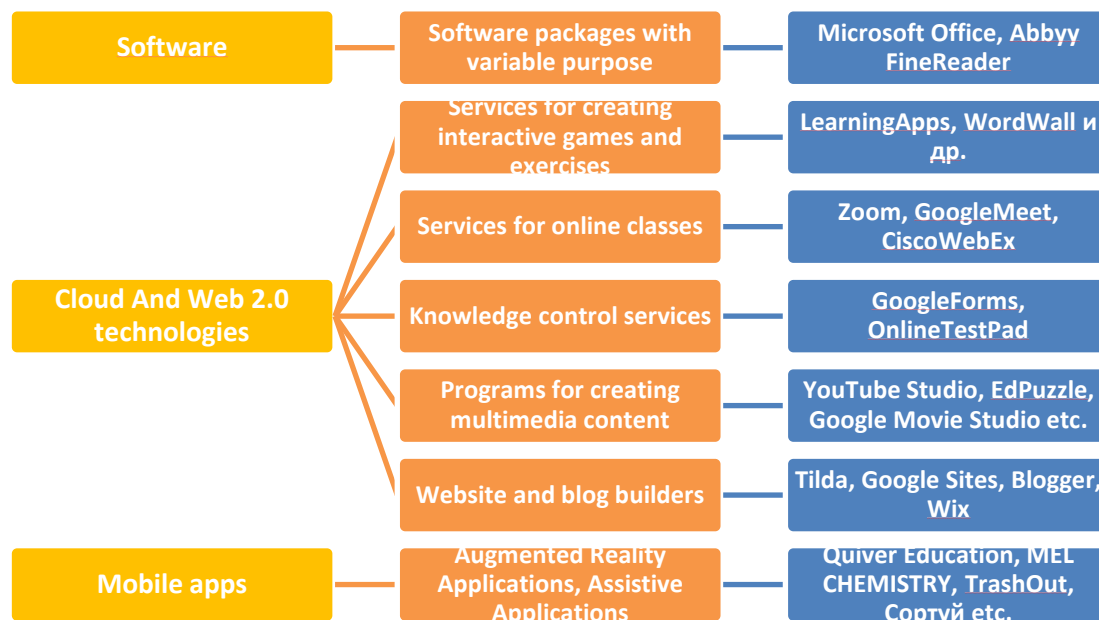 Software
Software packages with
variable purpose
Microsoft Office, Abbyy
FineReader
Services for creating
interactive games and
exercises
LearningApps, WordWall и
др.
Services for online classes
Zoom, GoogleMeet,
CiscoWebEx
Cloud And Web 2.0
technologies
Knowledge control services
GoogleForms,
OnlineTestPad
Programs for creating
multimedia content
YouTube Studio, EdPuzzle,
Google Movie Studio etc.
Website and blog builders
Tilda, Google Sites, Blogger,
Wix
Mobile apps
Augmented Reality
Applications, Assistive
Applications
Quiver Education, MEL
CHEMISTRY, TrashOut,
Сортуй etc.